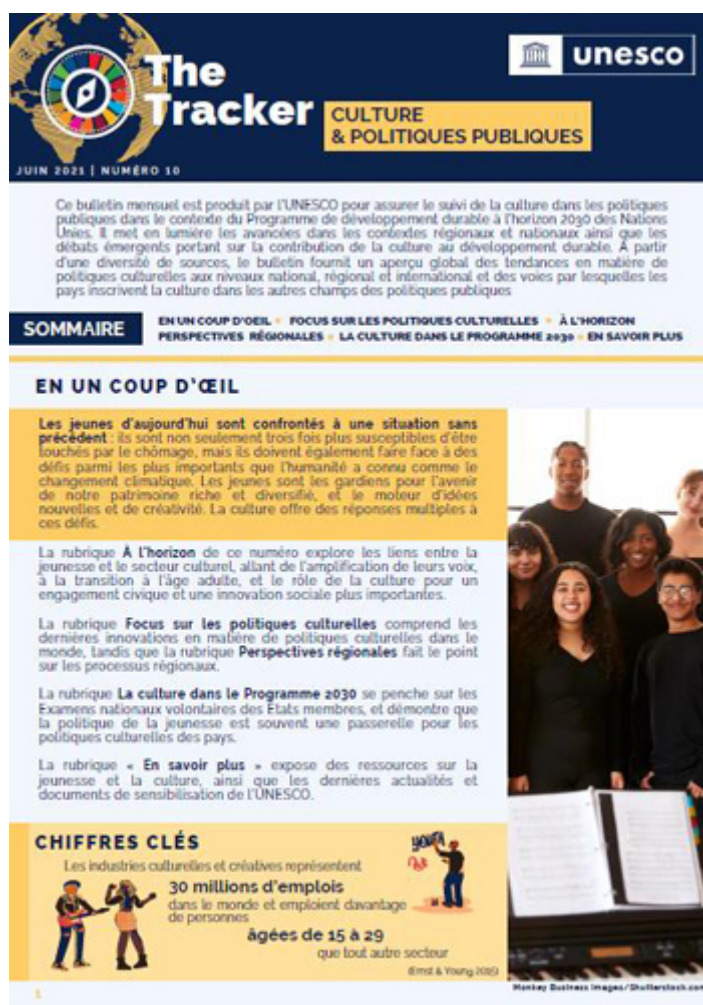 The
Tracker
CULTURE
& POLITIQUES PUBLIQUES
unesco
JUIN 2021 | NUMÉRO 10
Ce bulletin mensuel est produit par l'UNESCO pour assurer le suivi de la culture dans les politiques
publiques dans le contexte du Programme de développement durable à l'horizon 2030 des Nations
Unies. Il met en lumière les avancées dans les contextes régionaux et nationaux ainsi que les
débats émergents portant sur la contribution de la culture au développement durable. À partir
d'une diversité de sources, le bulletin fournit un aperçu global des tendances en matière de
politiques culturelles aux niveaux national, régional et international et des voies par lesquelles les
pays inscrivent la culture dans les autres champs des politiques publiques
SOMMAIRE
EN UN COUP D'OEIL • FOCUS SUR LES POLITIQUES CULTURELLES • À L'HORIZON
PERSPECTIVES RÉGIONALES • LA CULTURE DANS LE PROGRAMME 2030 • EN SAVOIR PLUS
EN UN COUP D'ŒIL
Les jeunes d'aujourd'hui sont confrontés à une situation sans
précédent : ils sont non seulement trois fois plus susceptibles d'être
touchés par le chômage, mais ils doivent également faire face à des
défis parmi les plus importants que l'humanité a connu comme le
changement climatique. Les jeunes sont les gardiens pour l'avenir
de notre patrimoine riche et diversifié, et le moteur d'idées
nouvelles et de créativité. La culture offre des réponses multiples à
ces défis.
La rubrique À l'horizon de ce numéro explore les liens entre la
jeunesse et le secteur culturel, allant de l'amplification de leurs voix,
à la transition à l'âge adulte, et le rôle de la culture pour un
engagement civique et une innovation sociale plus importantes.
La rubrique Focus sur les politiques culturelles comprend les
dernières innovations en matière de politiques culturelles dans le
monde, tandis que la rubrique Perspectives régionales fait le point
sur les processus régionaux.
La rubrique La culture dans le Programme 2030 se penche sur les
Examens nationaux volontaires des États membres, et démontre que
la politique de la jeunesse est souvent une passerelle pour les
politiques culturelles des pays.
La rubrique « En savoir plus » expose des ressources sur la
jeunesse et la culture, ainsi que les dernières actualités et
documents de sensibilisation de l'UNESCO.
CHIFFRES CLÉS
YOUTH
Les industries culturelles et créatives représentent
30 millions d'emplois
dans le monde et emploient davantage
de personnes
âgées de 15 à 29
que tout autre secteur
(Ernst & Young 2015)
1
Monkey Business Images/Shutterstock.com